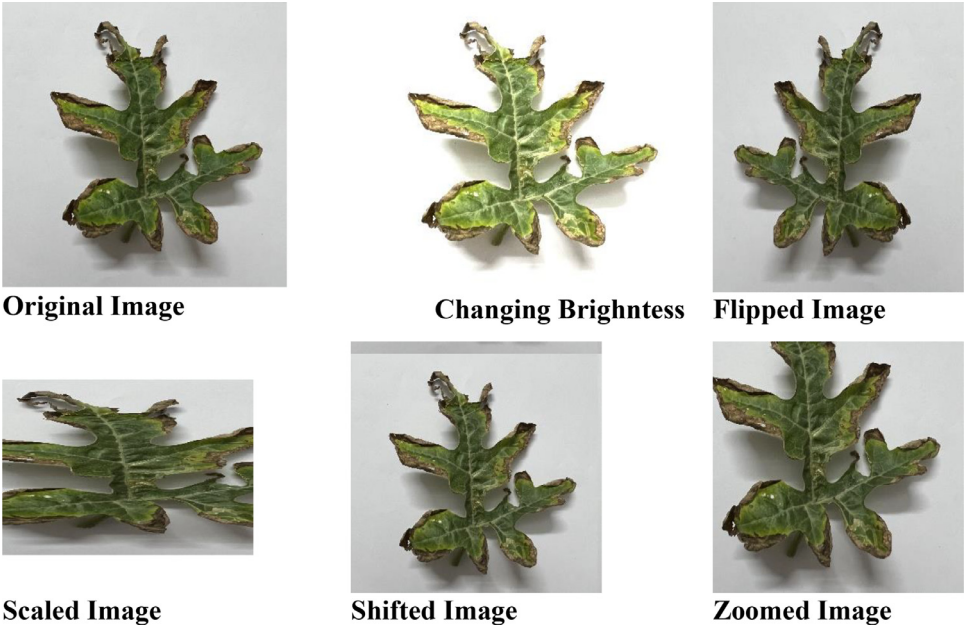 Original Image
Changing Brighntess
Flipped Image
Scaled Image
Shifted Image
Zoomed Image